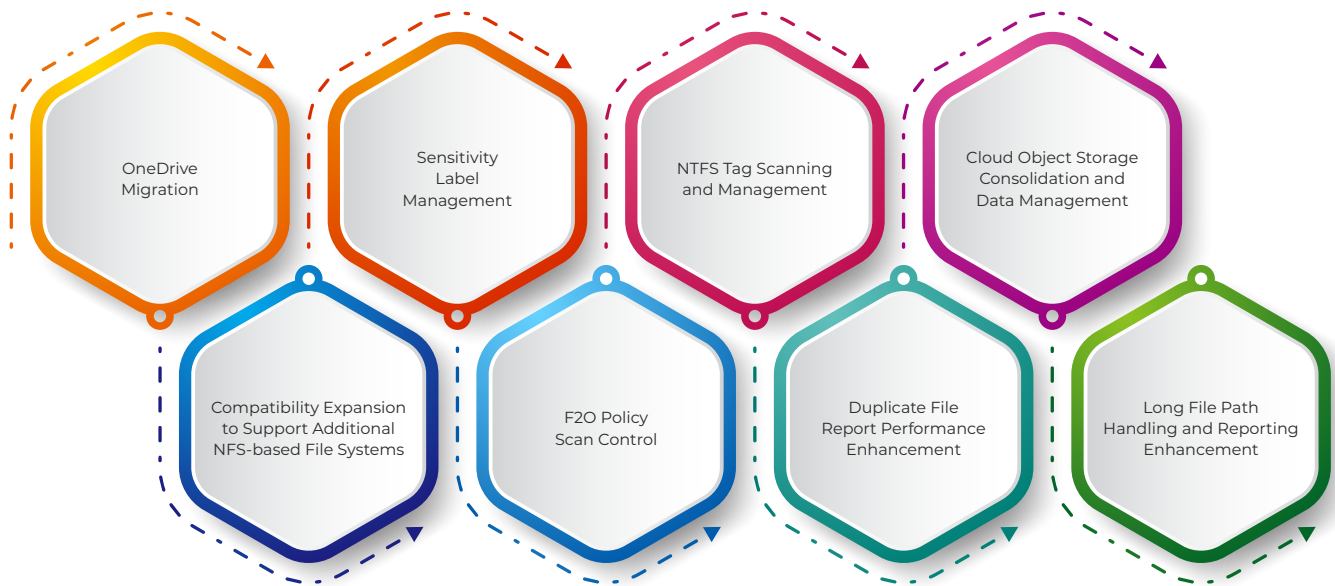 OneDrive
Migration
Sensitivity
Label
Management
NTFS Tag Scanning
and Management
Cloud Object Storage
Consolidation and
Data Management
Compatibility Expansion
to Support Additional
NFS-based File Systems
F2O Policy
Scan Control
Duplicate File
Report Performance
Enhancement
Long File Path
Handling and Reporting
Enhancement